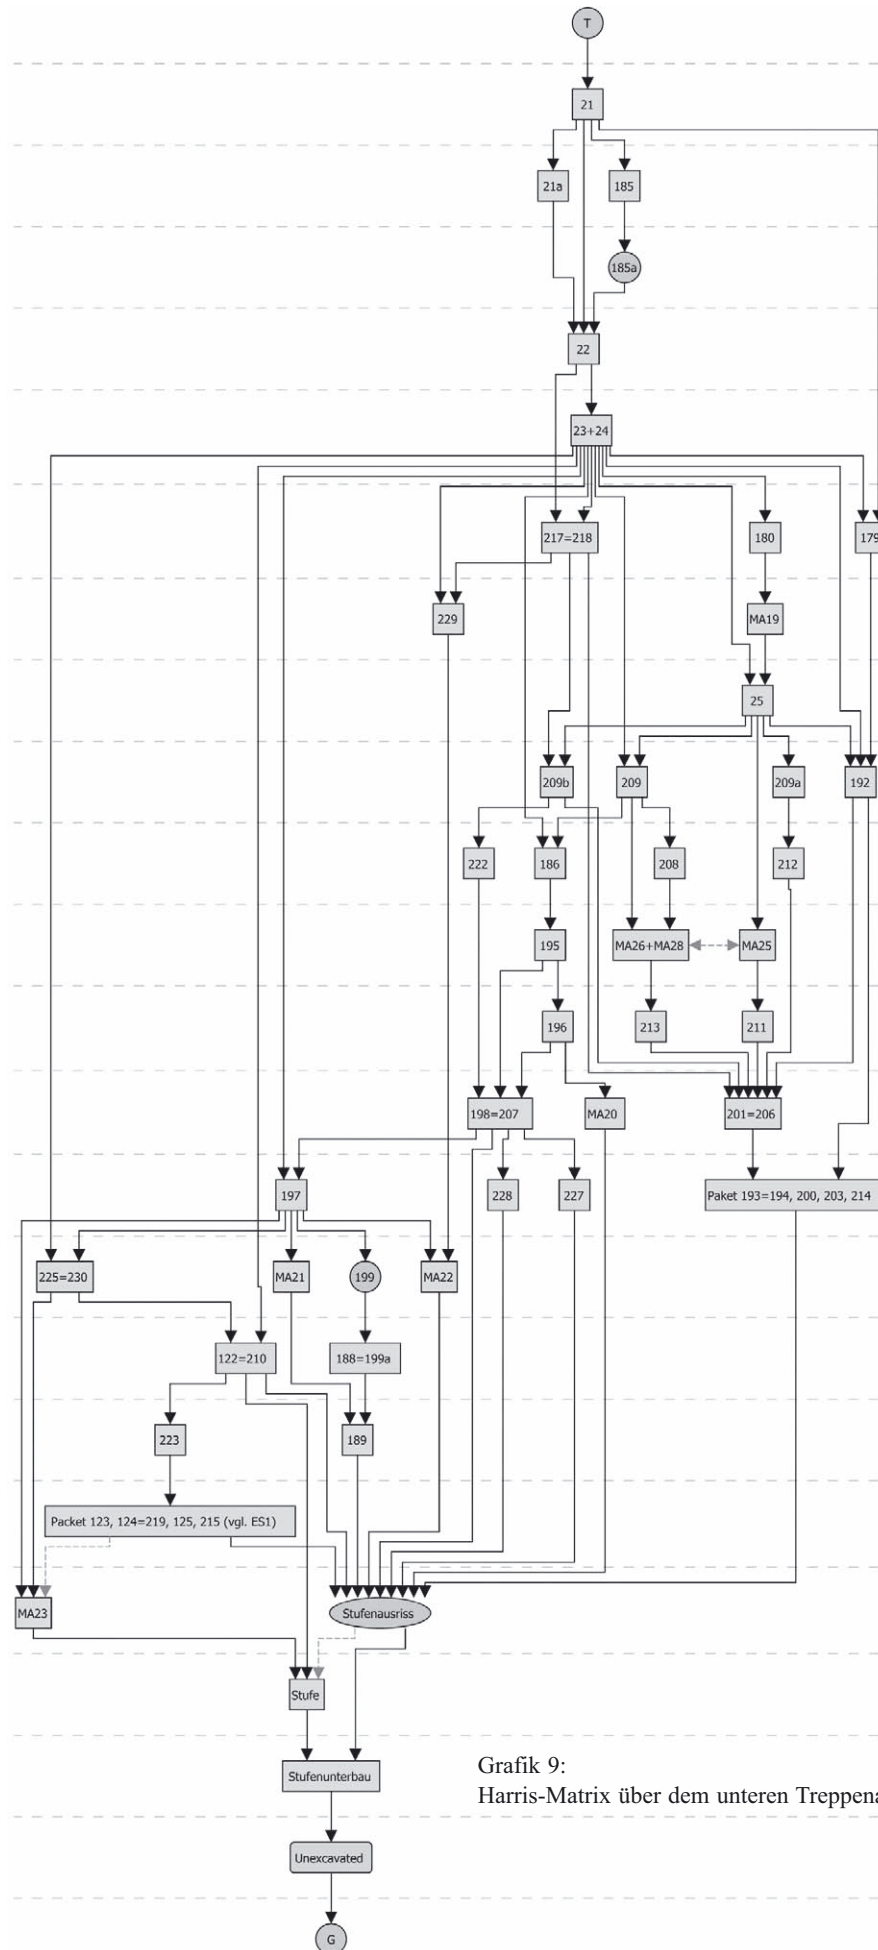 T
21
21a
185
185a
22
23+24
217=218
180
179
229
MA19
25
209b
209
209a
192
222
186
208
212
195
MA26+MA28
MA25
196
213
211
198=207
MA20
201=206
197
228
227
Paket 193=194, 200, 203, 214
225=230
MA21
199
MA22
122=210
188=199a
223
189
Packet 123, 124=219, 125, 215 (vgl. ES1)
MA23
Stufenausriss
Stufe
Stufenunterbau
Grafik 9:
Harris-Matrix über dem unteren
Unexcavated
G